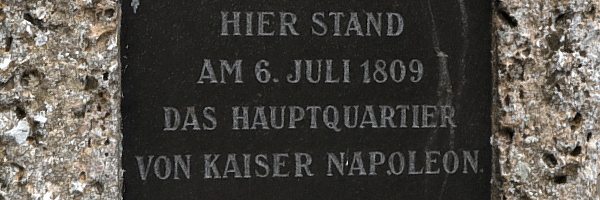 HIER STAND
AM 6. JULI 1809
DAS HAUPTQUARTIER
VON KAISER NAPOLEON.